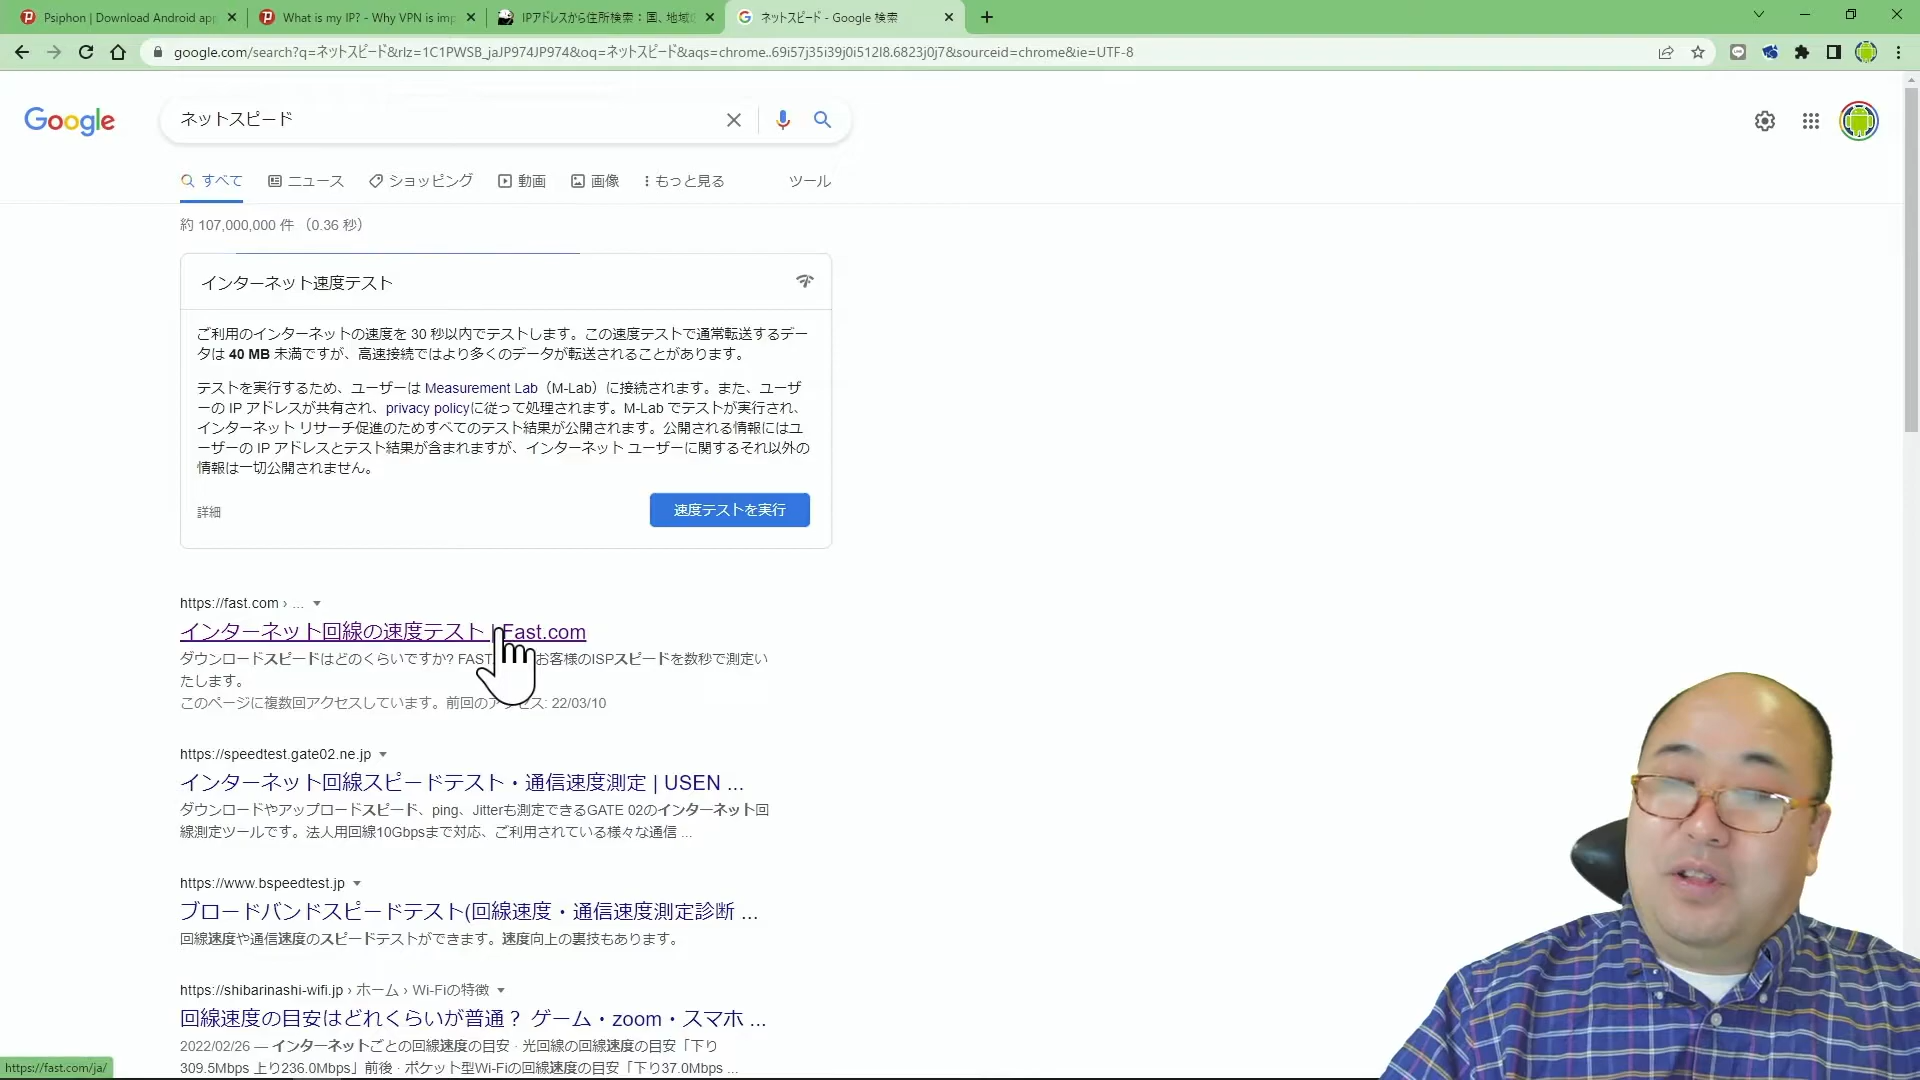 Psiphon | Download Android ap
What is my IP? - Why VPN is imp
IPアドレスから住所検索：国、地域
ネットスピード - Google 検索
google.com/search?q=ネットスピード&rlz=1C1PWSB_jaJP974JP974&oq=ネットスピード&aqs=chrome..69i57j35i39j0i512l8.6823j0j7&sourceid=chrome&ie=UTF-8
Google
ネットスピード
すべて ニュース ショッピング 動画 画像 もっと見る ツール
約 107,000,000 件 （0.36 秒）
インターネット速度テスト
ご利用のインターネットの速度を 30 秒以内でテストします。この速度テストで通常転送するデー
タは 40 MB 未満ですが、高速接続ではより多くのデータが転送されることがあります。
テストを実行するため、ユーザーは Measurement Lab（M-Lab）に接続されます。また、ユーザ
ーの IP アドレスが共有され、privacy policyに従って処理されます。M-Lab でテストが実行され、
インターネット リサーチ促進のためすべてのテスト結果が公開されます。公開される情報にはユ
ーザーの IP アドレスとテスト結果が含まれますが、インターネット ユーザーに関するそれ以外の
情報は一切公開されません。
詳細
速度テストを実行
https://fast.com › ...
インターネット回線の速度テスト | Fast.com
ダウンロードスピードはどのくらいですか? FAST お客様のISPスピードを数秒で測定い
たします。
このページに複数回アクセスしています。前回のアクセス: 22/03/10
https://speedtest.gate02.ne.jp
インターネット回線スピードテスト・通信速度測定 | USEN ...
ダウンロードやアップロードスピード、ping、Jitterも測定できるGATE 02のインターネット回
線測定ツールです。法人用回線10Gbpsまで対応、ご利用されている様々な通信 ...
https://www.bspeedtest.jp
ブロードバンドスピードテスト(回線速度・通信速度測定診断 ...
回線速度や通信速度のスピードテストができます。速度向上の裏技もあります。
https://shibarinashi-wifi.jp › ホーム › Wi-Fiの特徴
回線速度の目安はどれくらいが普通？ ゲーム・zoom・スマホ ...
2022/02/26 — インターネットごとの回線速度の目安 · 光回線の回線速度の目安「下り
309.5Mbps 上り236.0Mbps」前後 · ポケット型Wi-Fiの回線速度の目安「下り37.0Mbps ...
https://fast.com/ja/